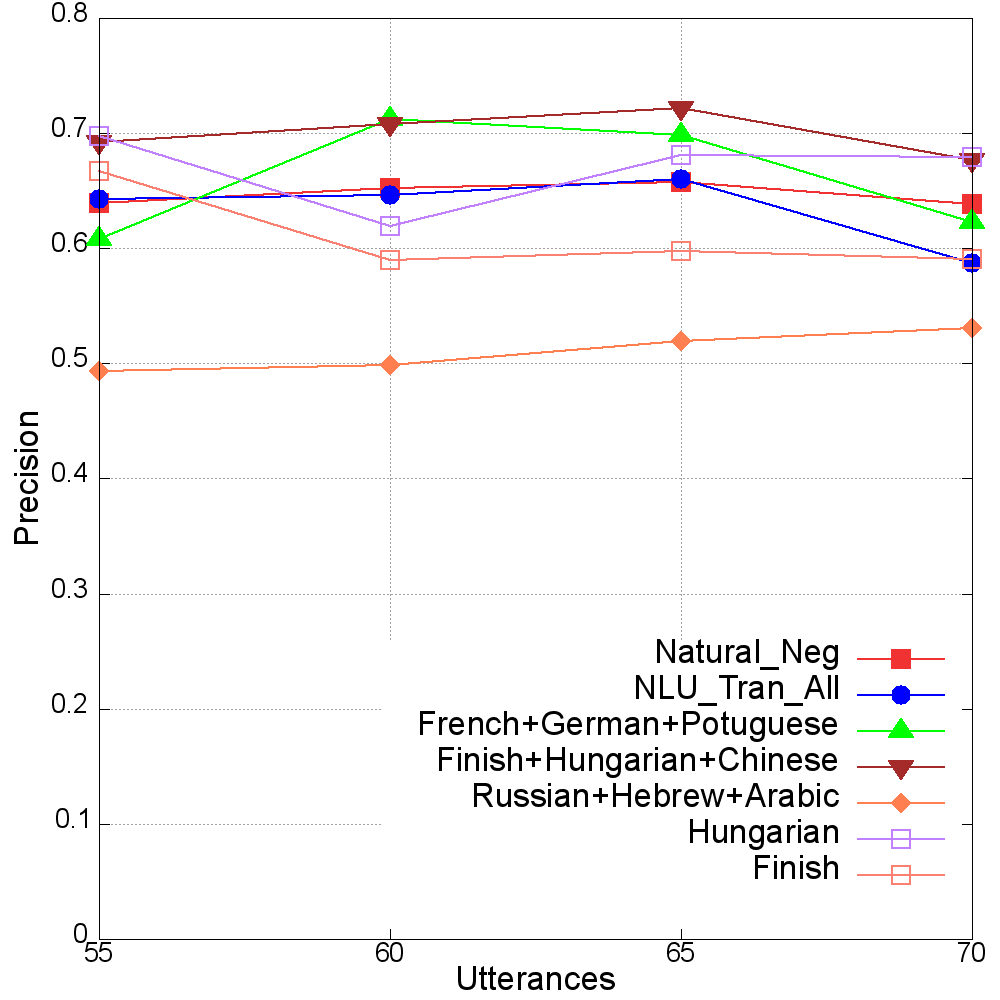 0.8
0.7
0.6
0.5
0.4
0.3
0.2
0.1
0
55
60
65
70
Precision
Utterances
Natural_Neg
NLU_Tran_All
French+German+Potuguese
Finish+Hungarian+Chinese
Russian+Hebrew+Arabic
Hungarian
Finish